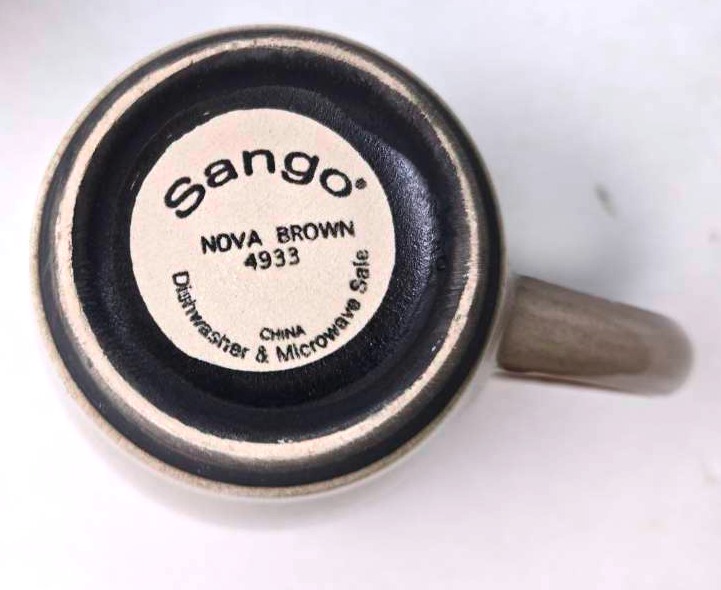 Sango®
NOVA BROWN
4933
CHINA
Dishwasher & Microwave Safe